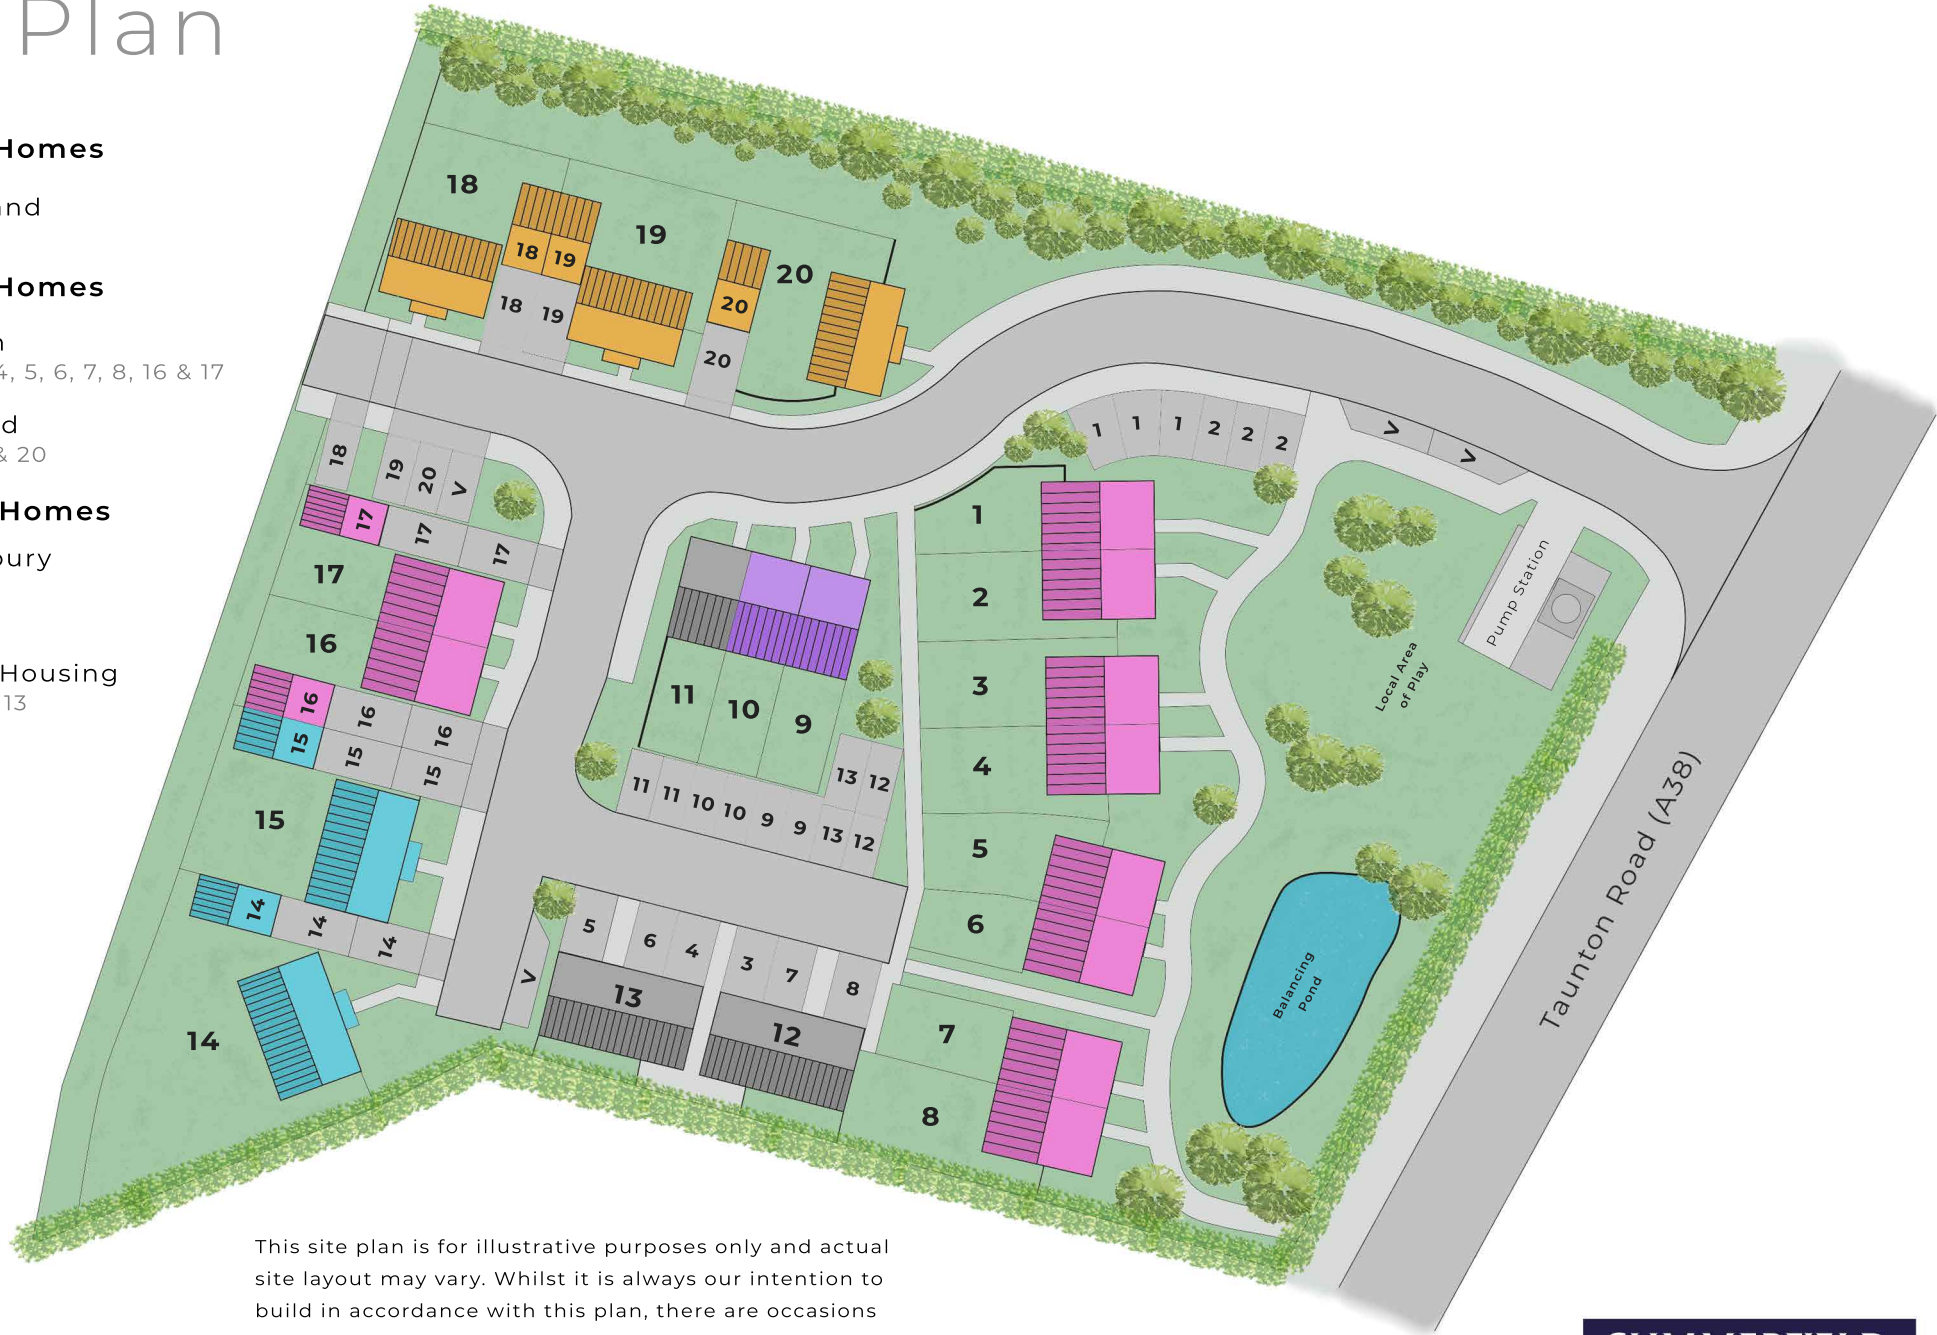 Plan
Homes
Homes
4, 5, 6, 7, 8, 16 & 17
& 20
Homes
Housing
13
18
19
20
18 19
20
18 19
20
18
19
20
V
17
17
17
17
16
16
16
16
15
15
15
15
14
14
14
14
1 1 1 2 2 2
V
V
1
2
3
4
5
6
7
8
11
10
9
13 12
11 11 10 10 9 9 13 12
5
6
4
3
7
8
V
13
12
Pump Station
Local Area
of Play
Balancing
Pond
Taunton Road (A38)
This site plan is for illustrative purposes only and actual
site layout may vary. Whilst it is always our intention to
build in accordance with this plan, there are occasions